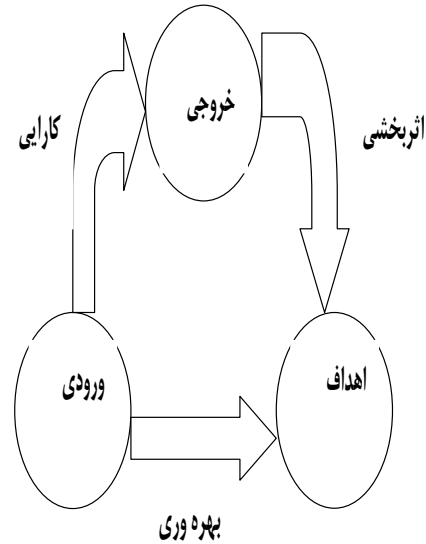 خروجی
کارایی
اثربخشی
ورودی
اهداف
بهره وری